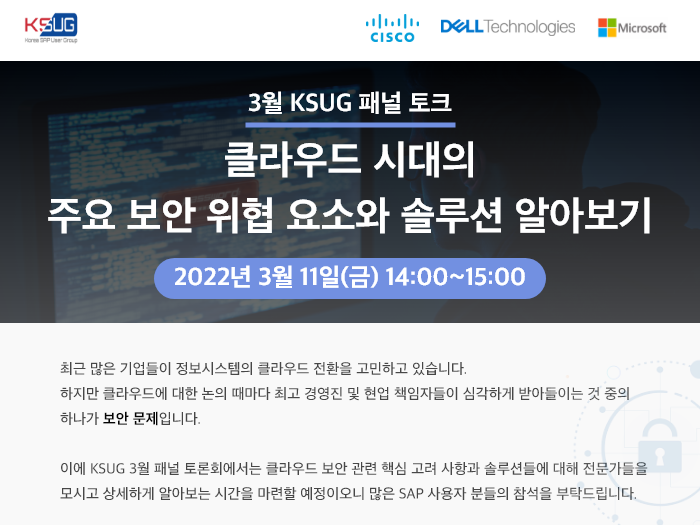 KSUG
Korea SAP User Group
CISCO
DELLTechnologies
Microsoft
3월 KSUG 패널 토크
클라우드 시대의
주요 보안 위협 요소와 솔루션 알아보기
2022년 3월 11일(금) 14:00~15:00
최근 많은 기업들이 정보시스템의 클라우드 전환을 고민하고 있습니다.
하지만 클라우드에 대한 논의 때마다 최고 경영진 및 현업 책임자들이 심각하게 받아들이는 것 중의
하나가 보안 문제입니다.
이에 KSUG 3월 패널 토론회에서는 클라우드 보안 관련 핵심 고려 사항과 솔루션들에 대해 전문가들을
모시고 상세하게 알아보는 시간을 마련할 예정이오니 많은 SAP 사용자 분들의 참석을 부탁드립니다.